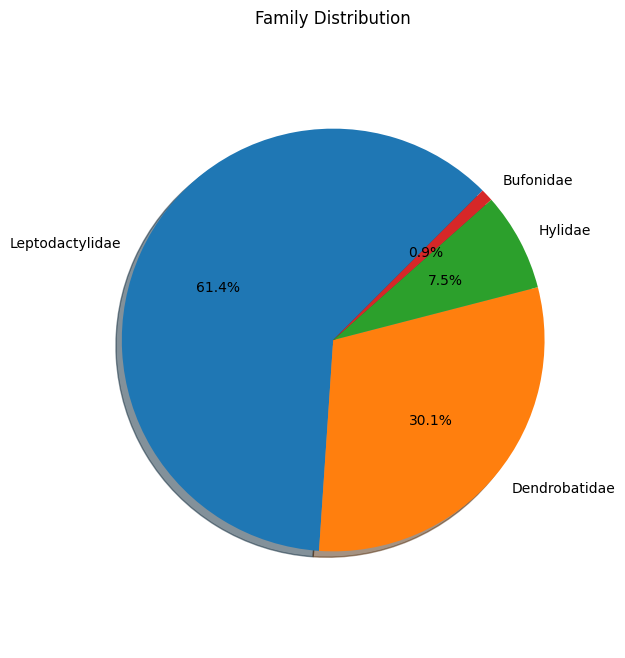 Family Distribution
Bufonidae
Hylidae
Leptodactylidae
0.9%
7.5%
61.4%
30.1%
Dendrobatidae